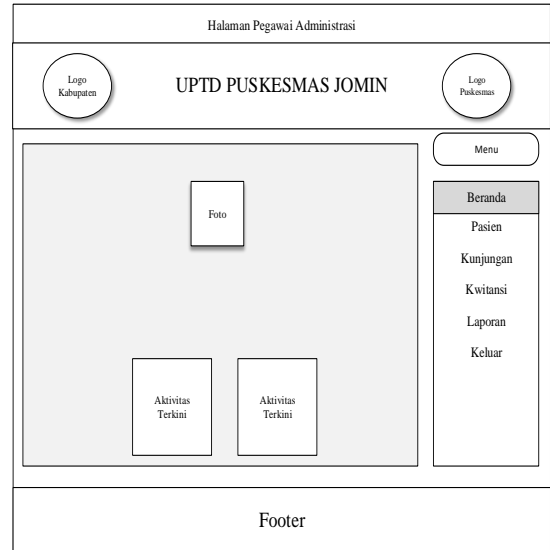 Halaman Pegawai Administrasi
Logo
Kabupaten
UPTD PUSKESMAS JOMIN
Logo
Puskesmas
Menu
Foto
Aktivitas
Terkini
Aktivitas
Terkini
Beranda
Pasien
Kunjungan
Kwitansi
Laporan
Keluar
Footer